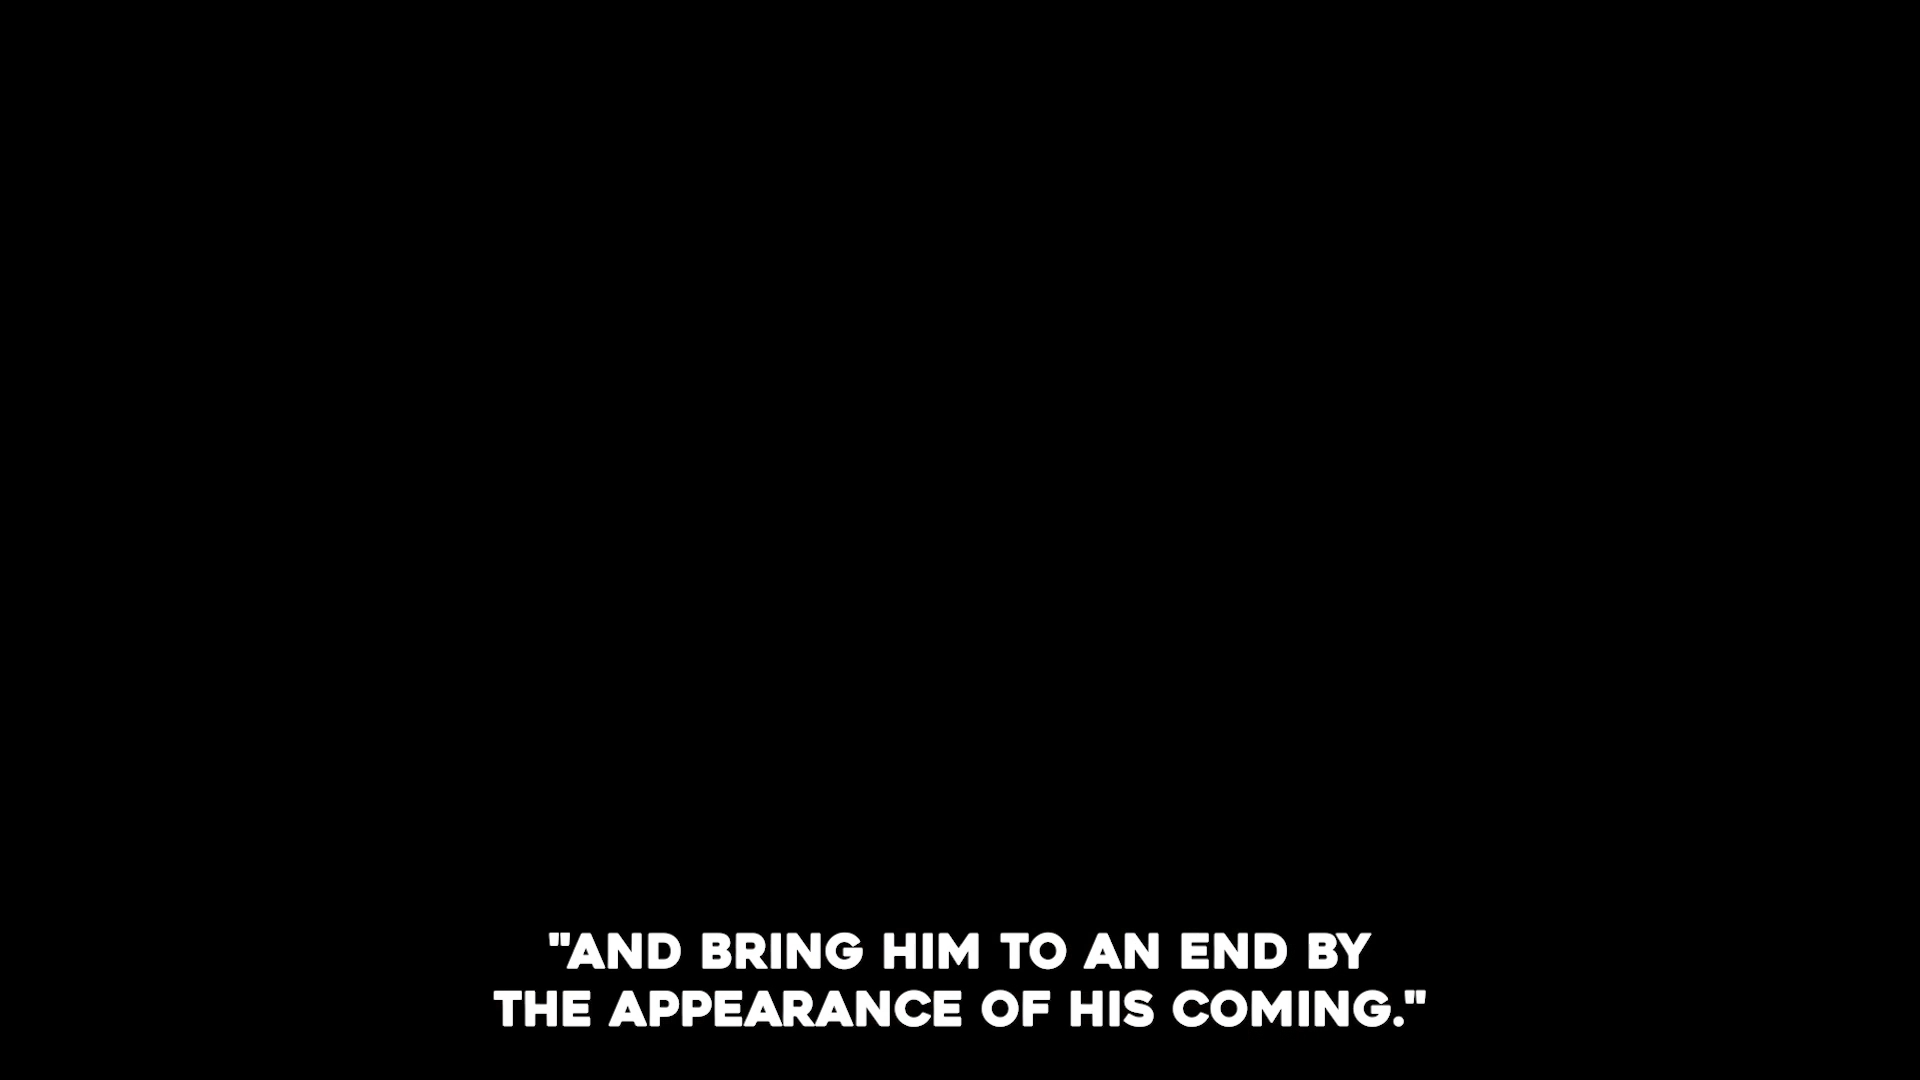 "AND BRING HIM TO AN END BY
THE APPEARANCE OF HIS COMING."